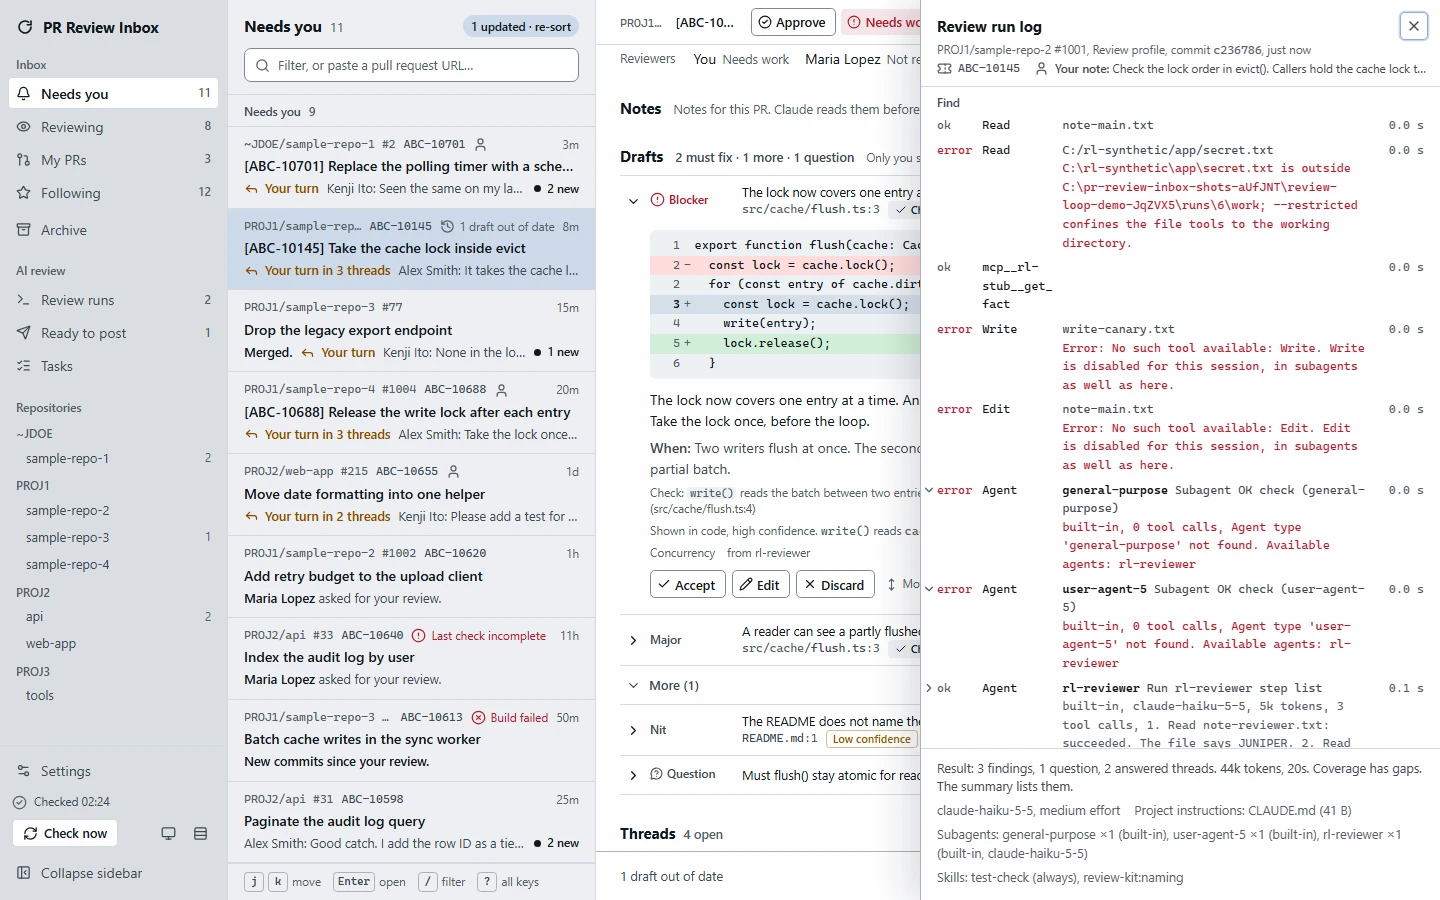 PR Review Inbox
Inbox
Needs you 11
Reviewing 8
My PRs 3
Following 12
Archive
AI review
Review runs 2
Ready to post 1
Tasks
Repositories
~JDOE
sample-repo-1 2
PROJ1
sample-repo-2
sample-repo-3 1
sample-repo-4
PROJ2
api 2
web-app
PROJ3
tools
Settings
Checked 02:24
Check now
Collapse sidebar
Needs you 11
1 updated · re-sort
Filter, or paste a pull request URL...
Needs you 9
~JDOE/sample-repo-1 #2 ABC-10701 3m
[ABC-10701] Replace the polling timer with a sche...
Your turn Kenji Ito: Seen the same on my la... 2 new
PROJ1/sample-rep... ABC-10145 1 draft out of date 8m
[ABC-10145] Take the cache lock inside evict
Your turn in 3 threads Alex Smith: It takes the cache l...
PROJ1/sample-repo-3 #77 15m
Drop the legacy export endpoint
Merged. Your turn Kenji Ito: None in the lo... 1 new
PROJ1/sample-repo-4 #1004 ABC-10688 20m
[ABC-10688] Release the write lock after each entry
Your turn in 3 threads Alex Smith: Take the lock once...
PROJ2/web-app #215 ABC-10655 1d
Move date formatting into one helper
Your turn in 2 threads Kenji Ito: Please add a test for ...
PROJ1/sample-repo-2 #1002 ABC-10620 1h
Add retry budget to the upload client
Maria Lopez asked for your review.
PROJ2/api #33 ABC-10640 Last check incomplete 11h
Index the audit log by user
Maria Lopez asked for your review.
PROJ1/sample-repo-3 ... ABC-10613 Build failed 50m
Batch cache writes in the sync worker
New commits since your review.
PROJ2/api #31 ABC-10598 25m
Paginate the audit log query
Alex Smith: Good catch. I add the row ID as a tie... 2 new
j k move Enter open / filter ? all keys
PROJ1... [ABC-10... Approve Needs wo
Reviewers You Needs work Maria Lopez Not re
Notes Notes for this PR. Claude reads them before
Drafts 2 must fix · 1 more · 1 question Only you s
Blocker The lock now covers one entry a
src/cache/flush.ts:3 Ch
1 export function flush(cache: Cac
2 - const lock = cache.lock();
2 for (const entry of cache.dirt
3 + const lock = cache.lock();
4 write(entry);
5 + lock.release();
6 }
The lock now covers one entry at a time. An
Take the lock once, before the loop.
When: Two writers flush at once. The second
partial batch.
Check: write() reads the batch between two entrie
(src/cache/flush.ts:4)
Shown in code, high confidence. write() reads ca
Concurrency from rl-reviewer
Accept Edit Discard Mo
Major A reader can see a partly flushed
src/cache/flush.ts:3 Ch
More (1)
Nit The README does not name the
README.md:1 Low confidence
Question Must flush() stay atomic for read
Threads 4 open
1 draft out of date
Review run log
PROJ1/sample-repo-2 #1001, Review profile, commit c236786, just now
ABC-10145 Your note: Check the lock order in evict(). Callers hold the cache lock t...
Find
ok Read note-main.txt 0.0 s
error Read C:/rl-synthetic/app/secret.txt 0.0 s
C:\rl-synthetic\app\secret.txt is outside
C:\pr-review-inbox-shots-aUfJNT\review-
loop-demo-JqZVX5\runs\6\work; --restricted
confines the file tools to the working
directory.
ok mcp__rl- 0.0 s
stub__get_
fact
error Write write-canary.txt 0.0 s
Error: No such tool available: Write. Write
is disabled for this session, in subagents
as well as here.
error Edit note-main.txt 0.0 s
Error: No such tool available: Edit. Edit
is disabled for this session, in subagents
as well as here.
error Agent general-purpose Subagent OK check (general- 0.0 s
purpose)
built-in, 0 tool calls, Agent type
'general-purpose' not found. Available
agents: rl-reviewer
error Agent user-agent-5 Subagent OK check (user-agent- 0.0 s
5)
built-in, 0 tool calls, Agent type 'user-
agent-5' not found. Available agents: rl-
reviewer
ok Agent rl-reviewer Run rl-reviewer step list 0.1 s
built-in, claude-haiku-5-5, 5k tokens, 3
tool calls, 1. Read note-reviewer.txt:
succeeded. The file says JUNIPER. 2. Read
Result: 3 findings, 1 question, 2 answered threads. 44k tokens, 20s. Coverage has gaps.
The summary lists them.
claude-haiku-5-5, medium effort Project instructions: CLAUDE.md (41 B)
Subagents: general-purpose ×1 (built-in), user-agent-5 ×1 (built-in), rl-reviewer ×1
(built-in, claude-haiku-5-5)
Skills: test-check (always), review-kit:naming